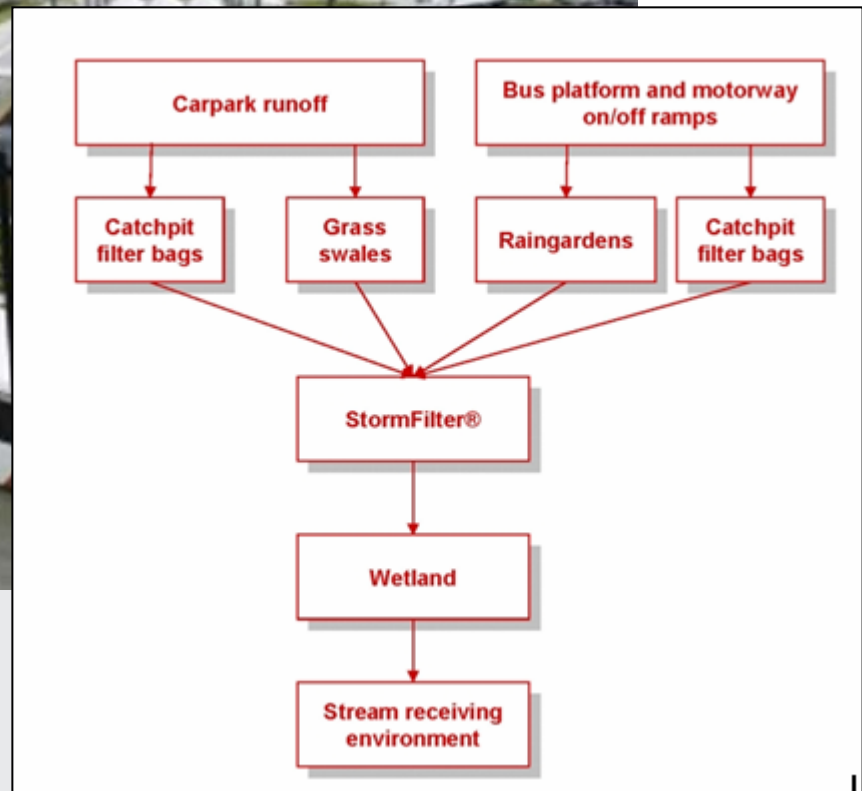 Carpark runoff
Bus platform and motorway
on/off ramps
Catchpit
filter bags
Grass
swales
Raingardens
Catchpit
filter bags
StormFilter®
Wetland
Stream receiving
environment